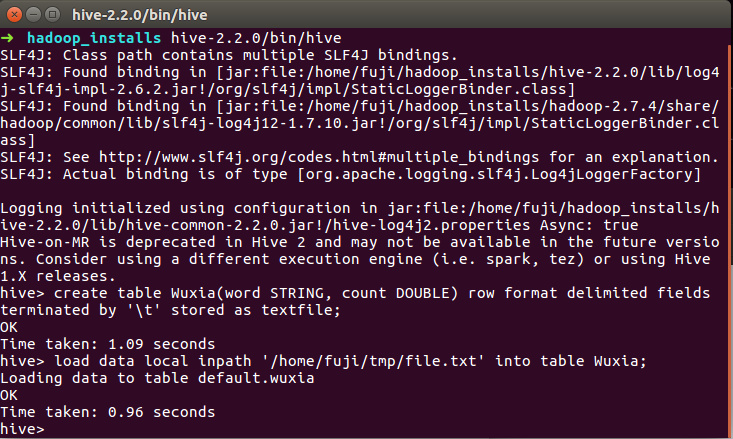 hive-2.2.0/bin/hive
➜  hadoop_installs hive-2.2.0/bin/hive
SLF4J: Class path contains multiple SLF4J bindings.
SLF4J: Found binding in [jar:file:/home/fuji/hadoop_installs/hive-2.2.0/lib/log4
j-slf4j-impl-2.6.2.jar!/org/slf4j/impl/StaticLoggerBinder.class]
SLF4J: Found binding in [jar:file:/home/fuji/hadoop_installs/hadoop-2.7.4/share/
hadoop/common/lib/slf4j-log4j12-1.7.10.jar!/org/slf4j/impl/StaticLoggerBinder.cl
ass]
SLF4J: See http://www.slf4j.org/codes.html#multiple_bindings for an explanation.
SLF4J: Actual binding is of type [org.apache.logging.slf4j.Log4jLoggerFactory]
Logging initialized using configuration in jar:file:/home/fuji/hadoop_installs/h
ive-2.2.0/lib/hive-common-2.2.0.jar!/hive-log4j2.properties Async: true
Hive-on-MR is deprecated in Hive 2 and may not be available in the future versio
ns. Consider using a different execution engine (i.e. spark, tez) or using Hive
1.X releases.
hive> create table Wuxia(word STRING, count DOUBLE) row format delimited fields
terminated by '\t' stored as textfile;
OK
Time taken: 1.09 seconds
hive> load data local inpath '/home/fuji/tmp/file.txt' into table Wuxia;
Loading data to table default.wuxia
OK
Time taken: 0.96 seconds
hive>